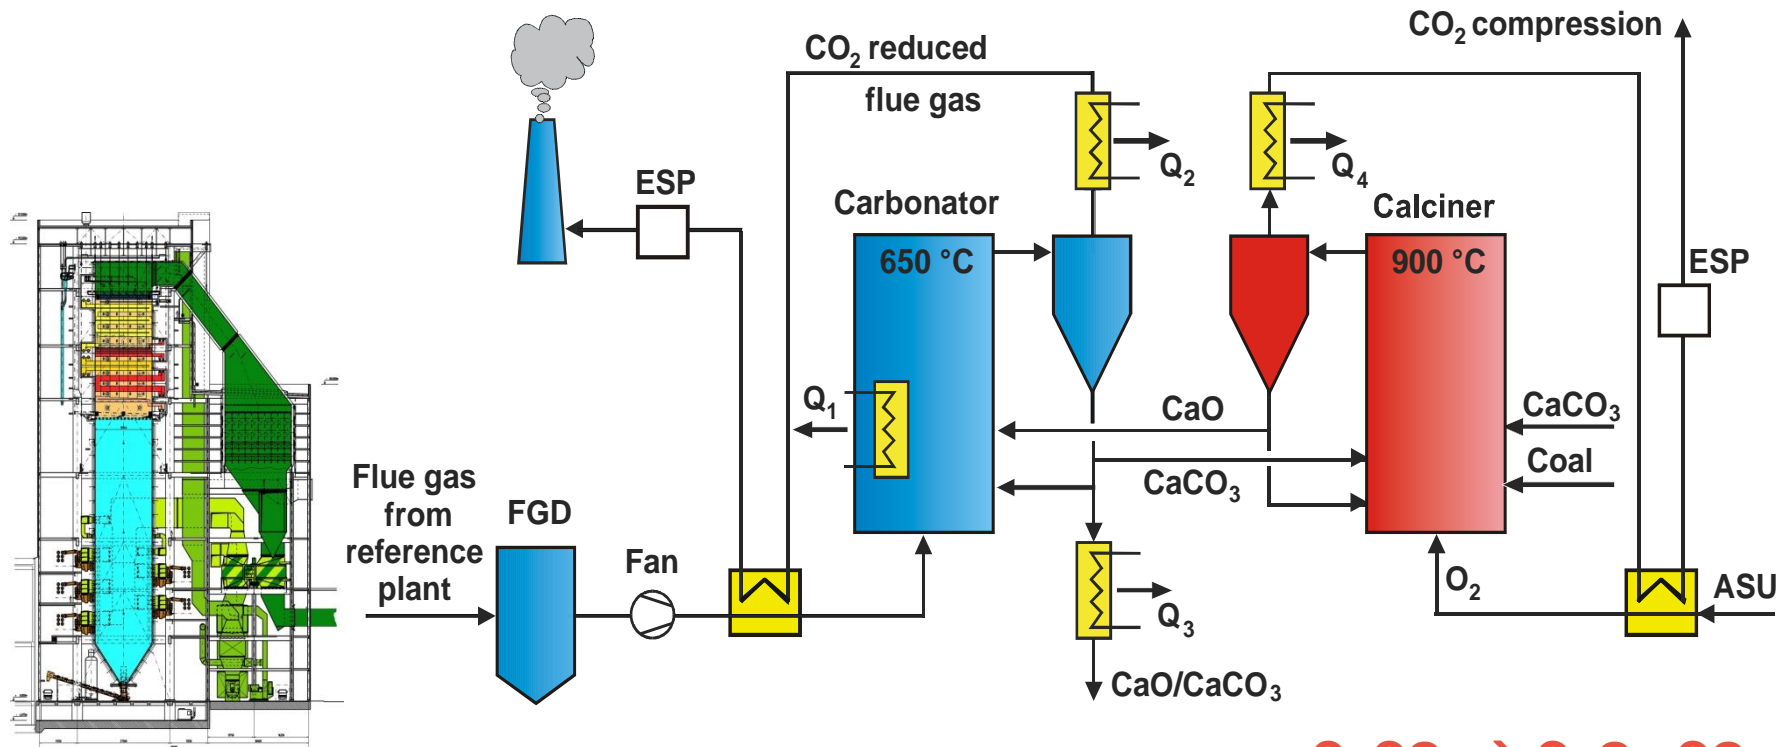 CO₂ compression
CO₂ reduced
flue gas
Q₂
Q₄
ESP
Carbonator
Calciner
650 °C
900 °C
ESP
Q₁
CaO
CaCO₃
CaCO₃
Coal
Flue gas
from
reference
plant
FGD
Fan
O₂
ASU
Q₃
CaO/CaCO₃